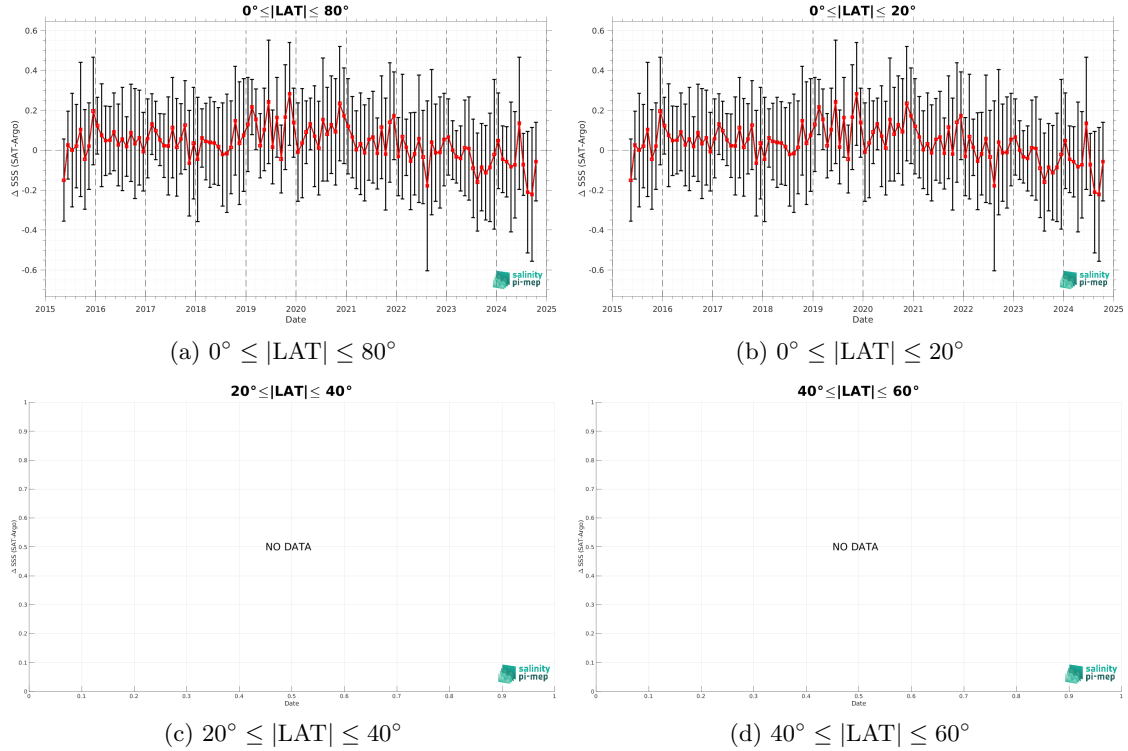 0°≤|LAT|≤ 80°
0.6
0.4
0.2
0
-0.2
-0.4
-0.6
Δ SSS (SAT-Argo)
2015 2016 2017 2018 2019 2020 2021 2022 2023 2024 2025
Date
salinity
pi-mep
(a) 0° ≤ |LAT| ≤ 80°
0°≤|LAT|≤ 20°
0.6
0.4
0.2
0
-0.2
-0.4
-0.6
Δ SSS (SAT-Argo)
2015 2016 2017 2018 2019 2020 2021 2022 2023 2024 2025
Date
salinity
pi-mep
(b) 0° ≤ |LAT| ≤ 20°
20°≤|LAT|≤ 40°
1
0.9
0.8
0.7
0.6
0.5
0.4
0.3
0.2
0.1
0
Δ SSS (SAT-Argo)
NO DATA
0 0.1 0.2 0.3 0.4 0.5 0.6 0.7 0.8 0.9 1
Date
salinity
pi-mep
(c) 20° ≤ |LAT| ≤ 40°
40°≤|LAT|≤ 60°
1
0.9
0.8
0.7
0.6
0.5
0.4
0.3
0.2
0.1
0
Δ SSS (SAT-Argo)
NO DATA
0 0.1 0.2 0.3 0.4 0.5 0.6 0.7 0.8 0.9 1
Date
salinity
pi-mep
(d) 40° ≤ |LAT| ≤ 60°